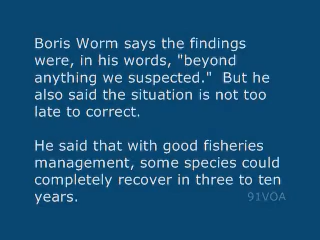 Boris Worm says the findings
were, in his words, "beyond
anything we suspected."  But he
also said the situation is not too
late to correct.

He said that with good fisheries
management, some species could
completely recover in three to ten
years.
91VOA